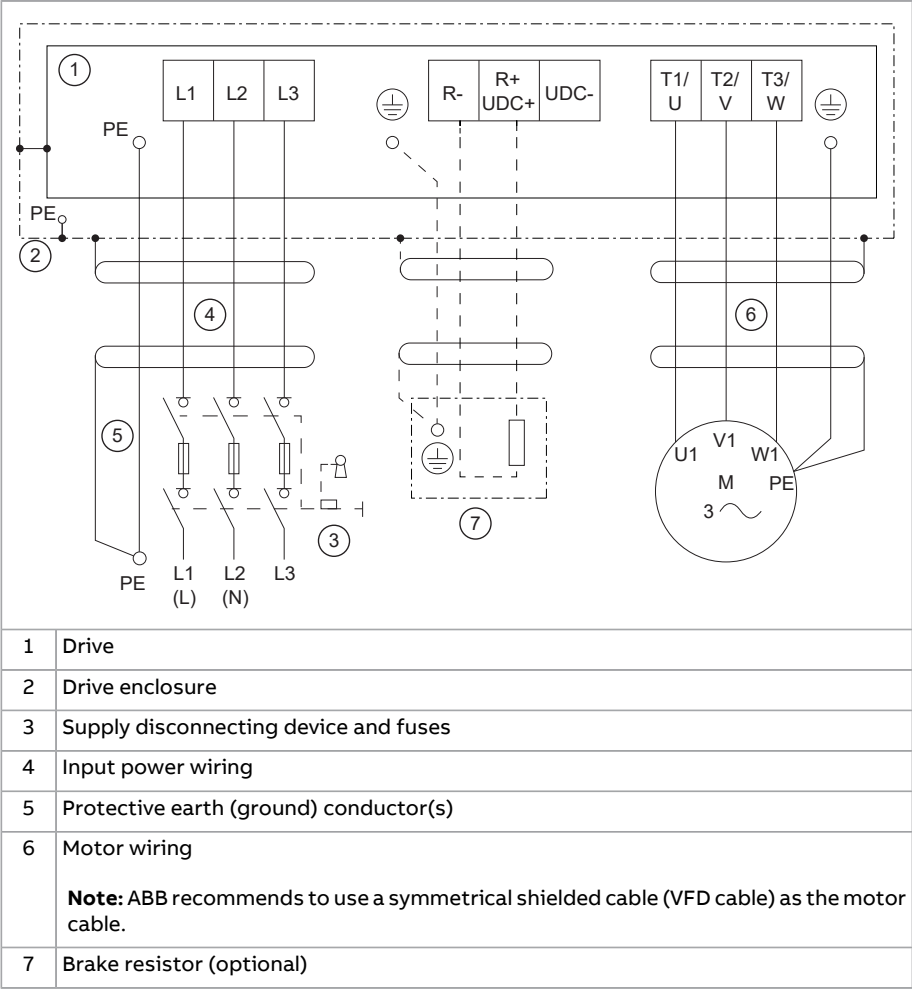 1
L1 L2 L3
R- R+ UDC+ UDC-
T1/ U T2/ V T3/ W
PE
PE
2
4
6
5
U1 V1 W1
M PE
3
7
3
PE
L1 (L) L2 (N) L3
1 Drive
2 Drive enclosure
3 Supply disconnecting device and fuses
4 Input power wiring
5 Protective earth (ground) conductor(s)
6 Motor wiring
Note: ABB recommends to use a symmetrical shielded cable (VFD cable) as the motor
cable.
7 Brake resistor (optional)